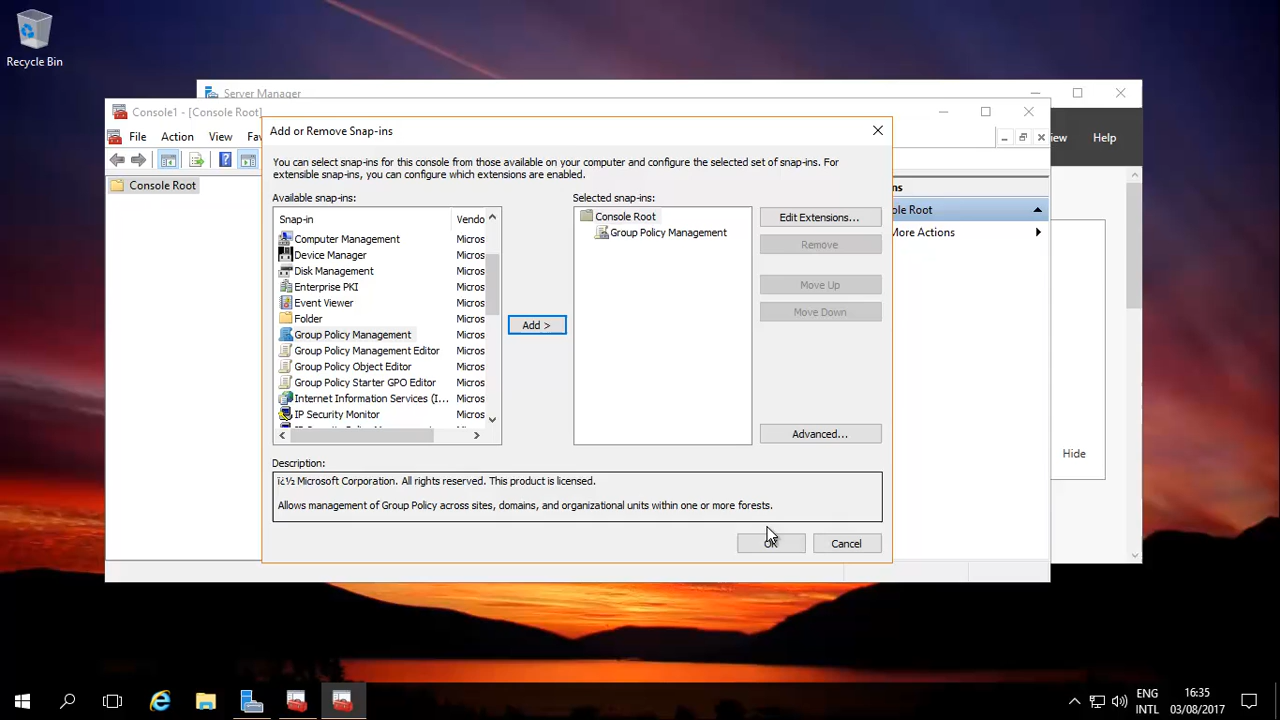 Recycle Bin
Server Manager
Console1 - [Console Root]
File Action View Fav
iew Help
Console Root
Add or Remove Snap-ins
You can select snap-ins for this console from those available on your computer and configure the selected set of snap-ins. For
extensible snap-ins, you can configure which extensions are enabled.
Available snap-ins:
Snap-in Vendo
Computer Management Micros
Device Manager Micros
Disk Management Micros
Enterprise PKI Micros
Event Viewer Micros
Folder Micros
Group Policy Management Micros
Group Policy Management Editor Micros
Group Policy Object Editor Micros
Group Policy Starter GPO Editor Micros
Internet Information Services (I... Micros
IP Security Monitor Micros
Add >
Selected snap-ins:
Console Root
Group Policy Management
Edit Extensions...
Remove
Move Up
Move Down
Advanced...
Description:
ï¿½ Microsoft Corporation. All rights reserved. This product is licensed.
Allows management of Group Policy across sites, domains, and organizational units within one or more forests.
OK
Cancel
ns
ole Root
More Actions
Hide
ENG
INTL
16:35
03/08/2017